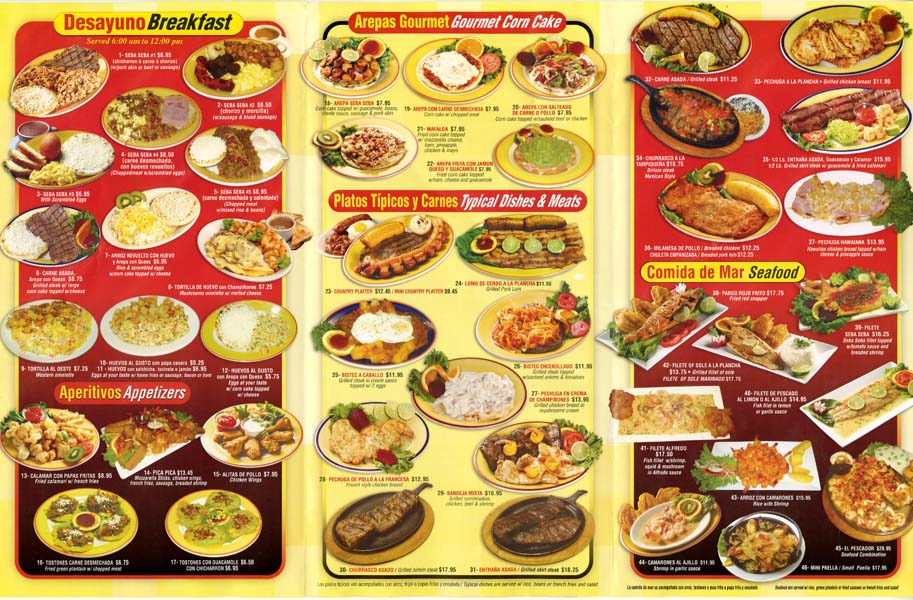 Desayuno Breakfast
Served 6:00 am to 12:00 pm
1- SEBA SEBA #1 $8.95
(chicharros o carne & chorizo)
(w/pork skin or beef or sausage)
2- SEBA SEBA #2 $8.50
(chorizo y morcilla)
(w/sausage & blood sausage)
4- SEBA SEBA #4 $8.50
(carne desmechada,
con huevos revueltos)
(Choppedmeat w/scrambled eggs)
3- SEBA SEBA #3 $6.95
With Scrambled Eggs
5- SEBA SEBA #5 $8.95
(carne desmechada y calentado)
(Chopped meat
w/mixed rice & beans)
7- ARROZ REVUELTO CON HUEVO
y Arepa con Queso $5.95
Rice & scrambled eggs
w/corn cake topped w/cheese
6- CARNE ASADA,
Arepa con Queso $8.75
Grilled steak w/ large
corn cake topped w/cheese
8- TORTILLA DE HUEVO con Champiñones $7.25
Mushrooms omelette w/ melted cheese
9- TORTILLA AL OESTE $7.25
Western omelette
10- HUEVOS AL GUSTO con papa casera $5.25
11- HUEVOS con salchicha, tocineta o jamón $6.95
Eggs at your taste w/ home fries or sausage, bacon or ham
12- HUEVOS AL GUSTO
con Arepa con Queso $5.75
Eggs at your taste
w/ corn cake topped
w/ cheese
Aperitivos Appetizers
13- CALAMAR CON PAPAS FRITAS $8.95
Fried calamari w/ french fries
14- PICA PICA $13.45
Mozzarella Sticks, chicken wings,
french fries, sausage, breaded shrimp
15- ALITAS DE POLLO $7.95
Chicken Wings
16- TOSTONES CARNE DESMECHADA $6.75
Fried green plantain w/ chopped meat
17- TOSTONES CON GUACAMOLE $6.50
CON CHICHARRON $6.95
Arepas Gourmet Gourmet Corn Cake
18- AREPA SEBA SEBA $7.95
Corn cake topped w/ guacamole, beans,
creole sauce, sausage & pork skin
19- AREPA CON CARNE DESMECHADA $7.95
Corn cake w/ chopped meat
20- AREPA CON SALTEADO
DE CARNE O POLLO $7.95
Corn cake topped w/sauteed beef or chicken
21- MAFALDA $7.95
Fried corn cake topped
w/ mozzarella cheese,
ham, pineapple,
chicken & mayo
22- AREPA FRITA CON JAMON
QUESO Y GUACAMOLE $7.95
Fried corn cake topped
w/ham, cheese and guacamole
Platos Típicos y Carnes Typical Dishes & Meats
23- COUNTRY PLATTER $12.45 / MINI COUNTRY PLATTER $9.45
24- LOMO DE CERDO A LA PLANCHA $11.95
Grilled Pork Loin
25- BISTEC A CABALLO $11.95
Grilled steak in creole sauce
topped w/ 2 eggs
26- BISTEC ENCEBOLLADO $11.95
Grilled steak topped
w/sauteed onions & tomatoes
27- PECHUGA EN CREMA
DE CHAMPIÑONES $13.95
Grilled chicken breast in
mushrooms cream
28- PECHUGA DE POLLO A LA FRANCESA $12.95
French style chicken breast
29- BANDEJA MIXTA $16.95
Grilled combination,
chicken, beef & shrimp
30- CHURRASCO ASADO / Grilled shell steak $17.95
31- ENTRAÑA ASADA / Grilled skirt steak $18.25
Los platos típicos van acompañados con arroz, frijol o papas fritas y ensalada / Typical dishes are served w/ rice, beans or french fries and salad
32- CARNE ASADA / Grilled steak $11.25
33- PECHUGA A LA PLANCHA • Grilled chicken breast $11.95
34- CHURRASCO A LA
TAMPIQUEÑA $18.75
Sirloin steak
Mexican Style
35- 1/2 Lb. ENTRAÑA ASADA, Guacamole y Calamar $15.95
1/2 Lb. Grilled skirt steak w/ guacamole & fried calamari
36- MILANESA DE POLLO / Breaded chicken $12.25
CHULETA EMPANIZADA / Breaded pork loin $12.25
37- PECHUGA HAWAIANA $13.95
Hawaiian chicken breast topped w/ham
cheese & pineapple sauce
Comida de Mar Seafood
38- PARGO ROJO FRITO $17.75
Fried red snapper
39- FILETE
SEBA SEBA $16.25
Seba Seba fillet topped
w/tomato sauce and
breaded shrimp
42- FILETE OF SOLE A LA PLANCHA
$13.75 • Grilled fillet of sole
FILETE OF SOLE MARINADO $17.75
40- FILETE DE PESCADO
AL LIMON O AL AJILLO $14.95
Fish fillet in lemon
or garlic sauce
41- FILETE ALFREDO
$17.50
Fish fillet w/shrimp,
squid & mushroom
in Alfredo sauce
43- ARROZ CON CAMARONES $15.95
Rice with Shrimp
44- CAMARONES AL AJILLO $11.95
Shrimp in garlic sauce
45- EL PESCADOR $20.95
Seafood Combination
46- MINI PAELLA / Small Paella $17.95
La comida de mar va acompañada con arroz, tostones o papa frita o papa frita y ensalada
Seafood are served w/ rice, green plantain or fried cassava or french fries and salad